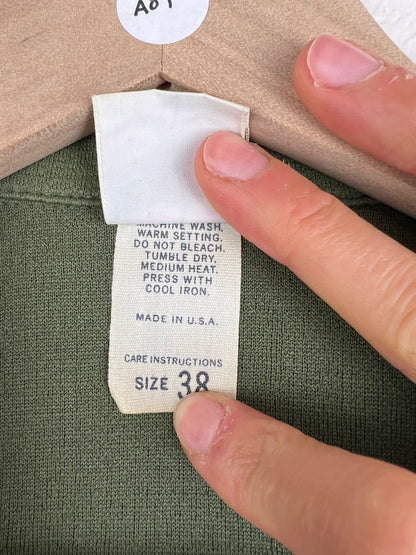 A01
MACHINE WASH,
WARM SETTING.
DO NOT BLEACH.
TUMBLE DRY,
MEDIUM HEAT.
PRESS WITH
COOL IRON.
MADE IN U.S.A.
CARE INSTRUCTIONS
SIZE 38